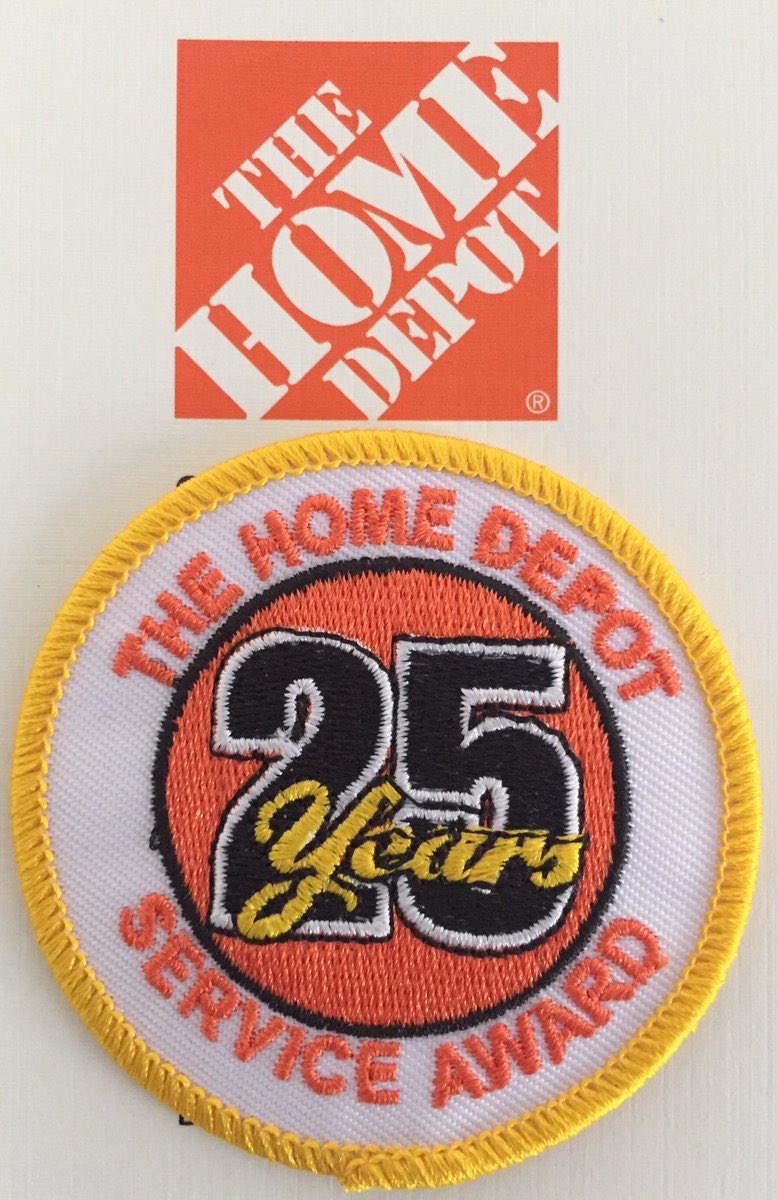 THE
HOME
DEPOT
®
THE HOME DEPOT
25
Years
SERVICE AWARD